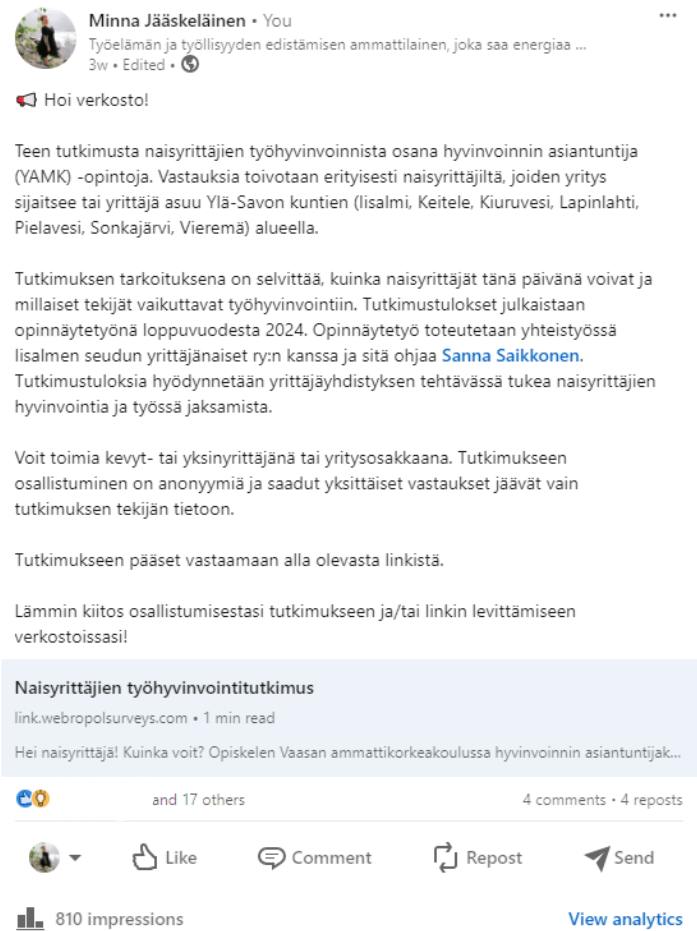 Minna Jääskeläinen • You
Työelämän ja työllisyyden edistämisen ammattilainen, joka saa energiaa ...
3w • Edited •
Hoi verkosto!
Teen tutkimusta naisyrittäjien työhyvinvoinnista osana hyvinvoinnin asiantuntija
(YAMK) -opintoja. Vastauksia toivotaan erityisesti naisyrittäjiltä, joiden yritys
sijaitsee tai yrittäjä asuu Ylä-Savon kuntien (Iisalmi, Keitele, Kiuruvesi, Lapinlahti,
Pielavesi, Sonkajärvi, Vieremä) alueella.
Tutkimuksen tarkoituksena on selvittää, kuinka naisyrittäjät tänä päivänä voivat ja
millaiset tekijät vaikuttavat työhyvinvointiin. Tutkimustulokset julkaistaan
opinnäytetyönä loppuvuodesta 2024. Opinnäytetyö toteutetaan yhteistyössä
Iisalmen seudun yrittäjänaiset ry:n kanssa ja sitä ohjaa Sanna Saikkonen.
Tutkimustuloksia hyödynnetään yrittäjäyhdistyksen tehtävässä tukea naisyrittäjien
hyvinvointia ja työssä jaksamista.
Voit toimia kevyt- tai yksinyrittäjänä tai yritysosakkaana. Tutkimukseen
osallistuminen on anonyymiä ja saadut yksittäiset vastaukset jäävät vain
tutkimuksen tekijän tietoon.
Tutkimukseen pääset vastaamaan alla olevasta linkistä.
Lämmin kiitos osallistumisestasi tutkimukseen ja/tai linkin levittämiseen
verkostoissasi!
Naisyrittäjien työhyvinvointitutkimus
link.webropolsurveys.com • 1 min read
Hei naisyrittäjä! Kuinka voit? Opiskelen Vaasan ammattikorkeakoulussa hyvinvoinnin asiantuntijak...
and 17 others 4 comments • 4 reposts
Like Comment Repost Send
810 impressions View analytics